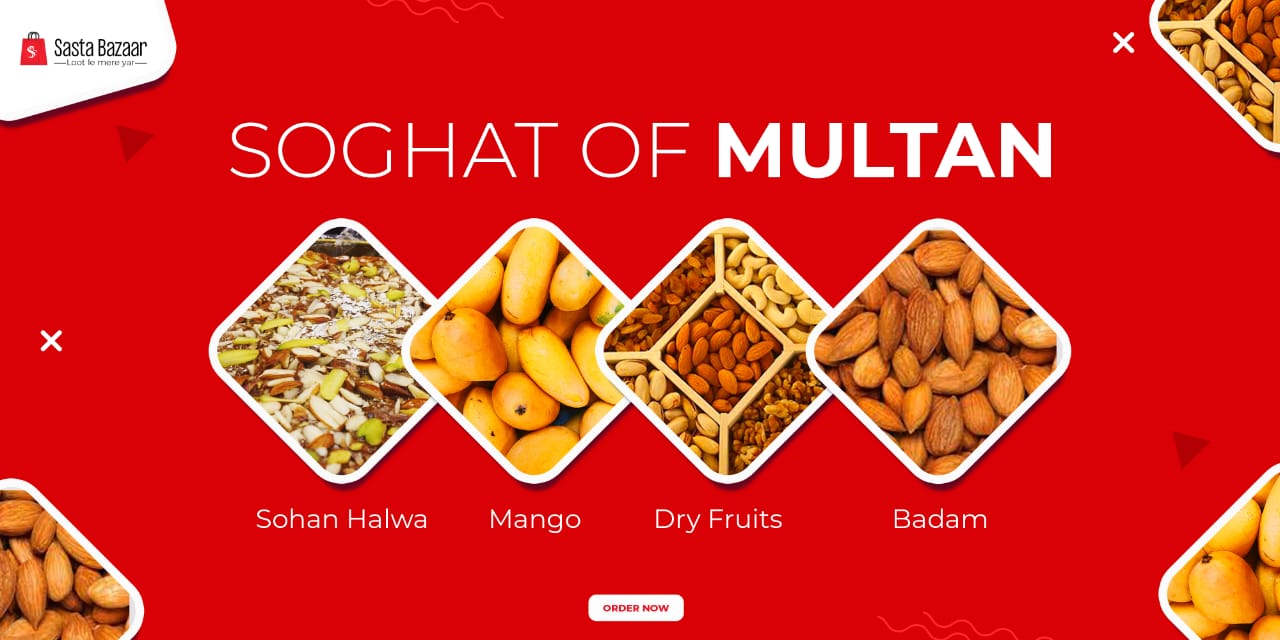 Sasta Bazaar
Loot le mere yar
SOGHAT OF MULTAN
Sohan Halwa
Mango
Dry Fruits
Badam
ORDER NOW